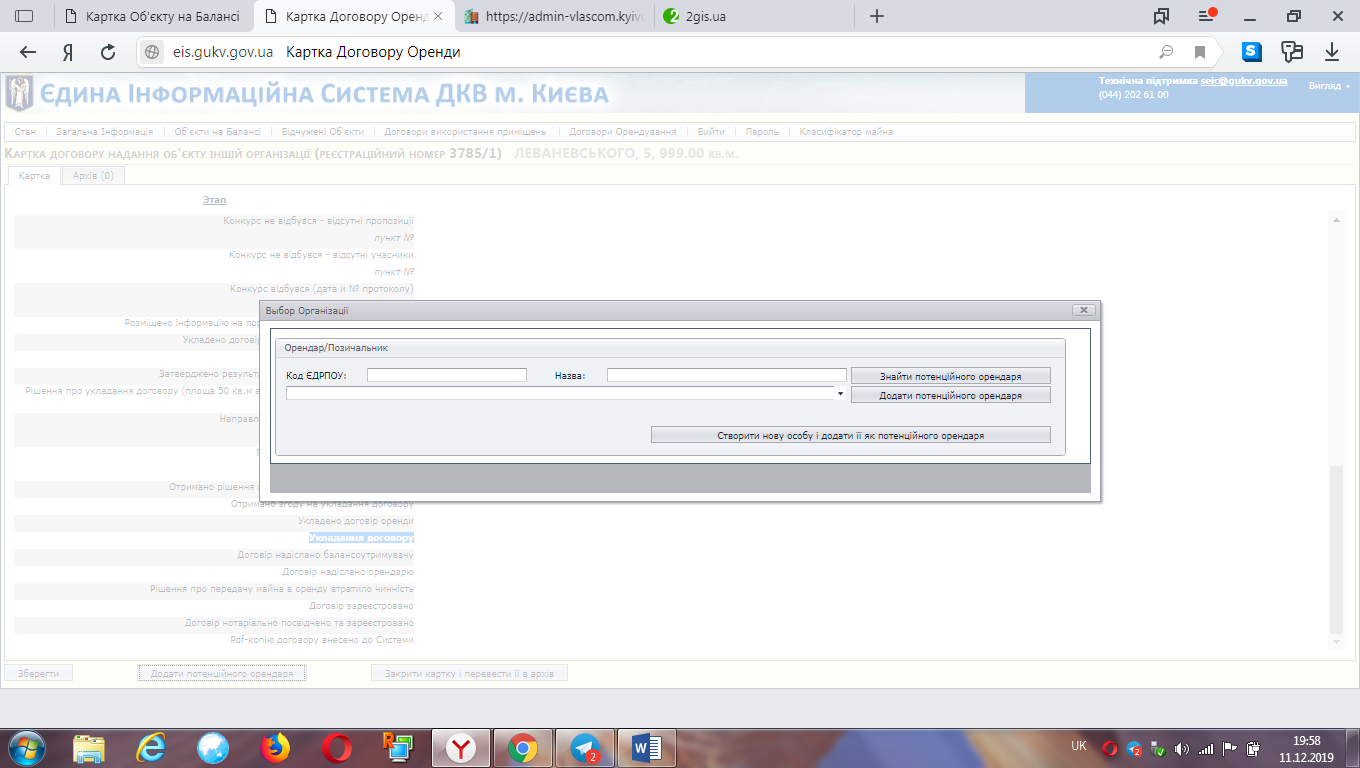 Картка Об'єкту на Балансі
Картка Договору Оренд
https://admin-vlascom.kyivc
2gis.ua
eis.gukv.gov.ua Картка Договору Оренди
Єдина Інформаційна Система ДКВ м. Києва
Технічна підтримка seic@gukv.gov.ua
(044) 202 61 00
Вигляд
Стан Загальна Інформація Об'єкти на Балансі Відчужені Об'єкти Договори використання приміщень Договори Орендування Вийти Пароль Класифікатор майна
Картка договору надання об'єкту іншій організації (реєстраційний номер 3785/1) ЛЕВАНЕВСЬКОГО, 5, 999.00 кв.м.
Картка Архів (0)
Этап
Конкурс не відбувся - відсутні пропозиції
пункт №
Конкурс не відбувся - відсутні учасники
пункт №
Конкурс відбувся (дата и № протоколу)
Выбор Організації
Розміщено інформацію на пор
Укладено договір
Затверджено результа
Рішення про укладання договору (площа 50 кв.м а
Направл
Орендар/Позичальник
Код ЄДРПОУ:
Назва:
Знайти потенційного орендаря
Додати потенційного орендаря
Створити нову особу і додати її як потенційного орендаря
Отримано рішення
Отримано згоду на укладання договору
Укладено договір оренди
Укладання договору
Договір надіслано балансоутримувачу
Договір надіслано орендарю
Рішення про передачу майна в оренду втратило чинність
Договір зареєстровано
Договір нотаріально посвідчено та зареєстровано
Pdf-копію договору внесено до Системи
Зберегти Додати потенційного орендаря Закрити картку і перевести її в архів
UK
2
2
19:58
11.12.2019